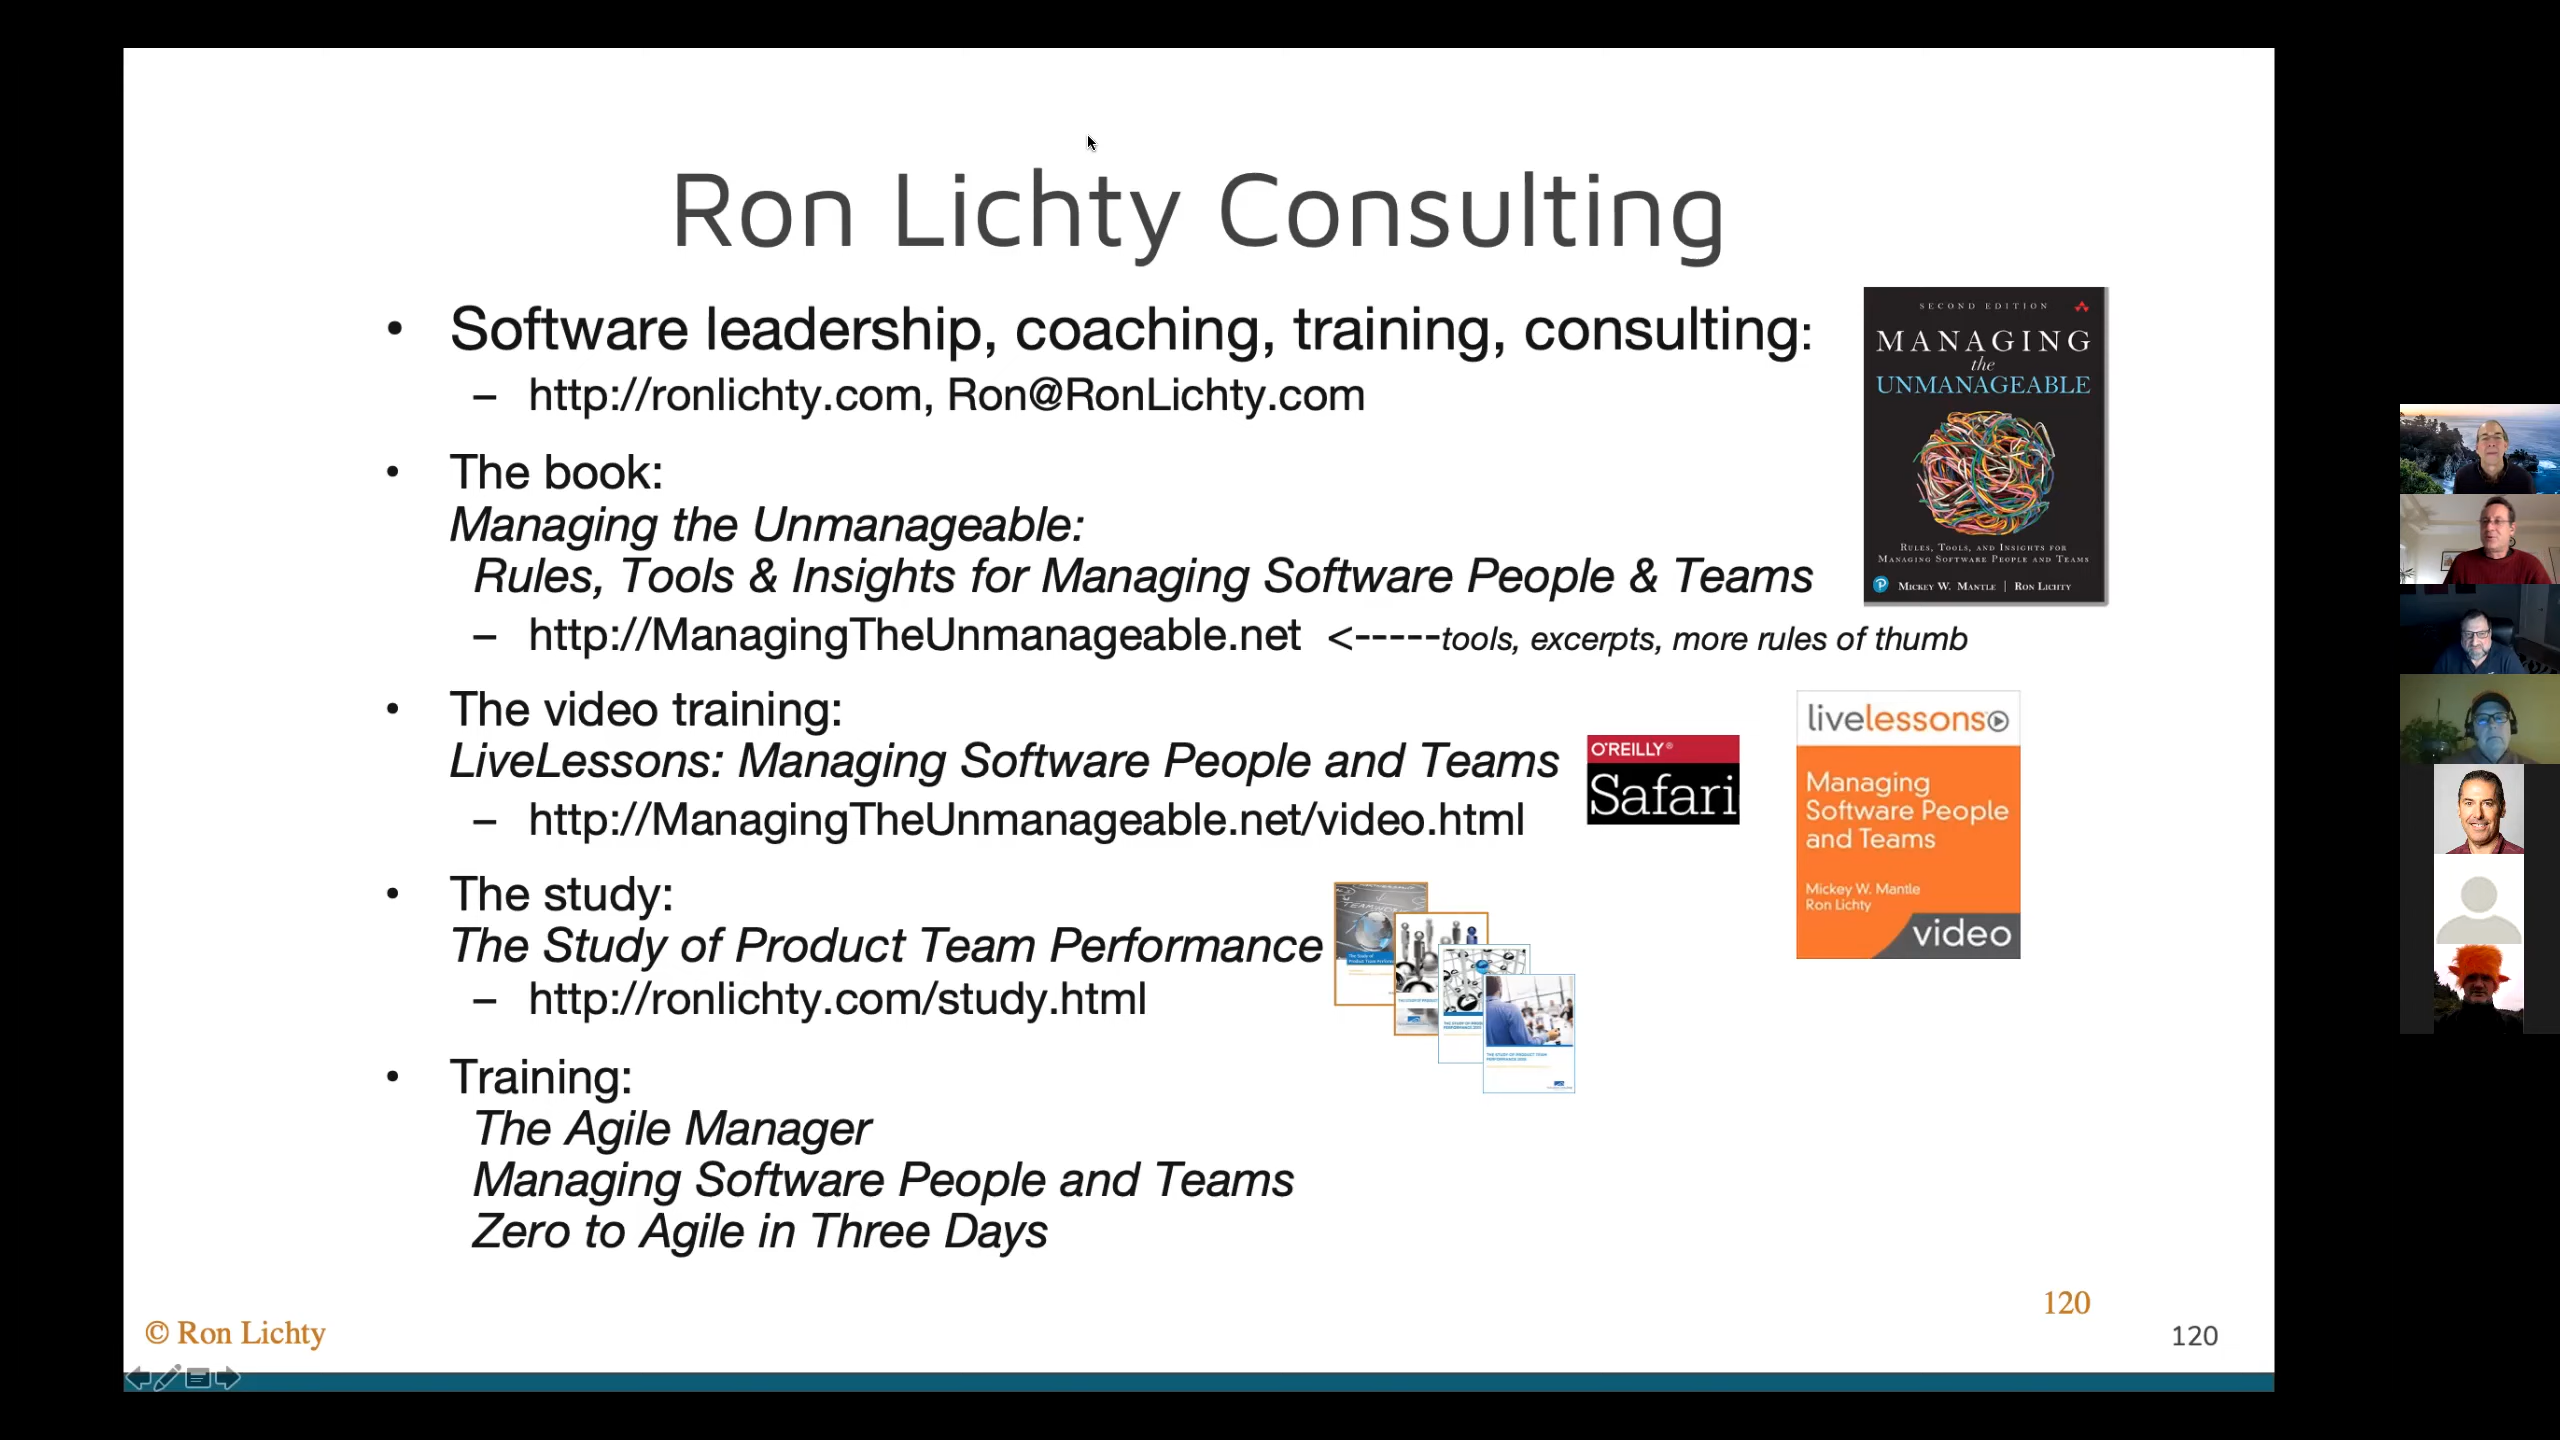 Ron Lichty Consulting
• Software leadership, coaching, training, consulting:
– http://ronlichty.com, Ron@RonLichty.com
• The book:
Managing the Unmanageable:
Rules, Tools & Insights for Managing Software People & Teams
– http://ManagingTheUnmanageable.net <-----tools, excerpts, more rules of thumb
• The video training:
LiveLessons: Managing Software People and Teams
– http://ManagingTheUnmanageable.net/video.html
• The study:
The Study of Product Team Performance
– http://ronlichty.com/study.html
• Training:
The Agile Manager
Managing Software People and Teams
Zero to Agile in Three Days
SECOND EDITION
MANAGING
the
UNMANAGEABLE
RULES, TOOLS, AND INSIGHTS FOR
MANAGING SOFTWARE PEOPLE AND TEAMS
MICKEY W. MANTLE | RON LICHTY
O'REILLY®
Safari
livelessons
Managing
Software People
and Teams
Mickey W. Mantle
Ron Lichty
video
THE STUDY OF PRODUCT TEAM
120
© Ron Lichty
120